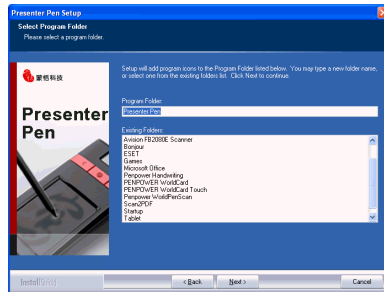 Presenter Pen Setup
Select Program Folder
Please select a program folder.
蒙恬科技
Presenter
Pen
Setup will add program icons to the Program Folder listed below. You may type a new folder name,
or select one from the existing folders list. Click Next to continue.
Program Folder:
Presenter Pen
Existing Folders:
Avision FB2080E Scanner
Bonjour
ESET
Games
Microsoft Office
Penpower Handwriting
PENPOWER WorldCard
PENPOWER WorldCard Touch
Penpower WorldPenScan
Scan2PDF
Startup
Tablet
InstallShield
< Back
Next >
Cancel